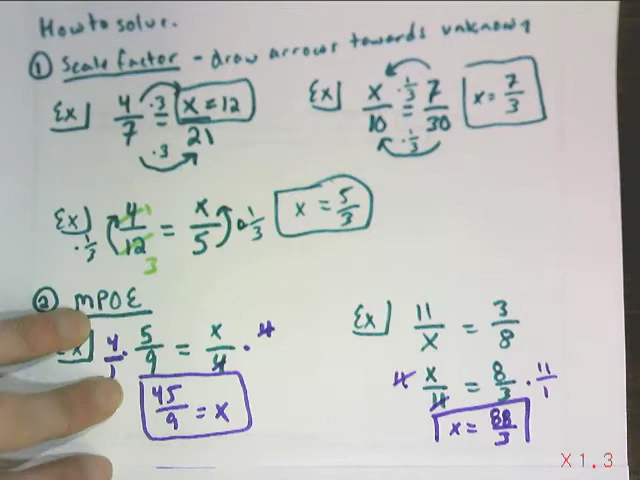 How to solve.
① Scale factor - draw arrows towards unknown
Ex] 4/7 ·3 = x = 12/21 ·3
Ex] x/10 ·1/3 = 7/30 ·1/3 x = 7/3
Ex] ·1/3 4/12 1 3 = x/5 ·1/3 x = 5/3
② MPOE
Ex] 4/1 · 5/9 = x/4 · 4
45/9 = x
Ex] 11/x = 3/8
11 x/11 = 8/3 · 11/1
x = 88/3
X1.3